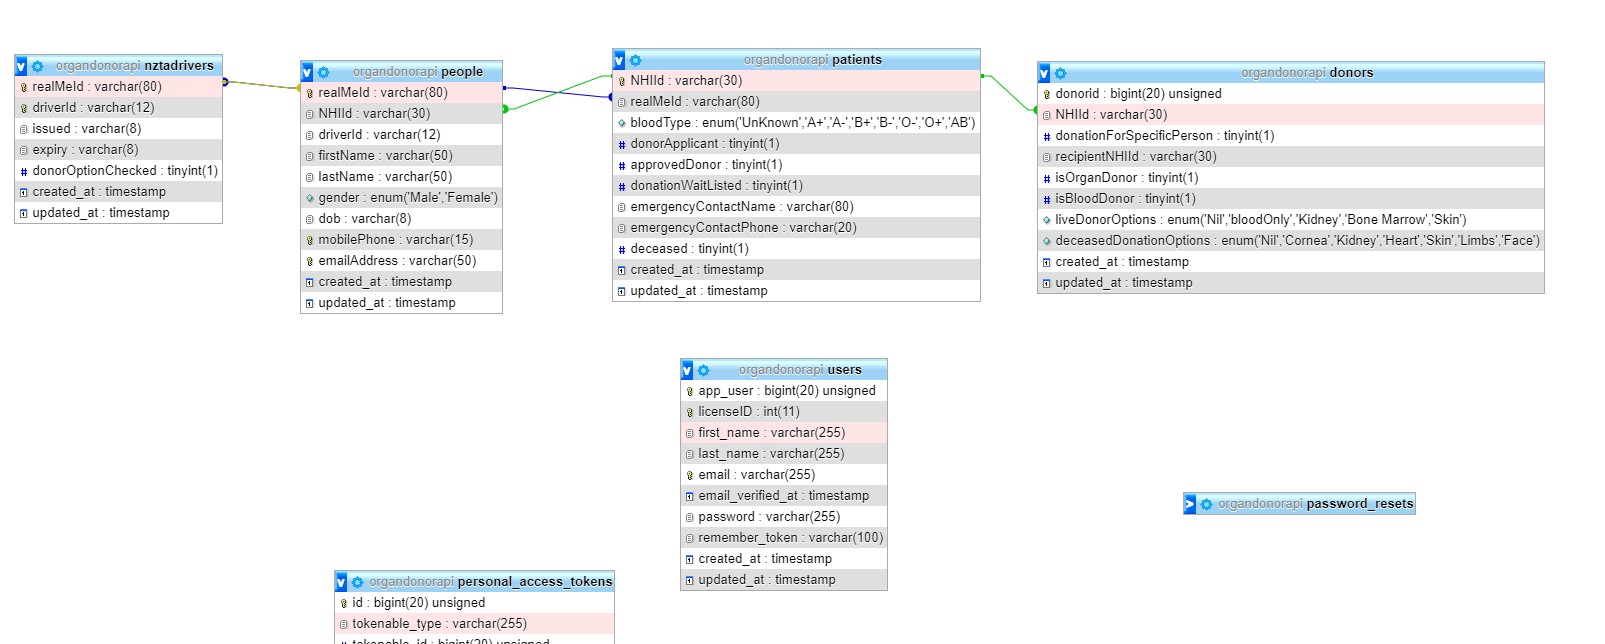 organdonorapi nztadrivers
realMeId : varchar(80)
driverId : varchar(12)
issued : varchar(8)
expiry : varchar(8)
donorOptionChecked : tinyint(1)
created_at : timestamp
updated_at : timestamp
organdonorapi people
realMeId : varchar(80)
NHIId : varchar(30)
driverId : varchar(12)
firstName : varchar(50)
lastName : varchar(50)
gender : enum('Male','Female')
dob : varchar(8)
mobilePhone : varchar(15)
emailAddress : varchar(50)
created_at : timestamp
updated_at : timestamp
organdonorapi patients
NHIId : varchar(30)
realMeId : varchar(80)
bloodType : enum('UnKnown','A+','A-','B+','B-','O-','O+','AB')
donorApplicant : tinyint(1)
approvedDonor : tinyint(1)
donationWaitListed : tinyint(1)
emergencyContactName : varchar(80)
emergencyContactPhone : varchar(20)
deceased : tinyint(1)
created_at : timestamp
updated_at : timestamp
organdonorapi donors
donorid : bigint(20) unsigned
NHIId : varchar(30)
donationForSpecificPerson : tinyint(1)
recipientNHIId : varchar(30)
isOrganDonor : tinyint(1)
isBloodDonor : tinyint(1)
liveDonorOptions : enum('Nil','bloodOnly','Kidney','Bone Marrow','Skin')
deceasedDonationOptions : enum('Nil','Cornea','Kidney','Heart','Skin','Limbs','Face')
created_at : timestamp
updated_at : timestamp
organdonorapi users
app_user : bigint(20) unsigned
licenseID : int(11)
first_name : varchar(255)
last_name : varchar(255)
email : varchar(255)
email_verified_at : timestamp
password : varchar(255)
remember_token : varchar(100)
created_at : timestamp
updated_at : timestamp
organdonorapi password_resets
organdonorapi personal_access_tokens
id : bigint(20) unsigned
tokenable_type : varchar(255)
tokenable_id : bigint(20) unsigned